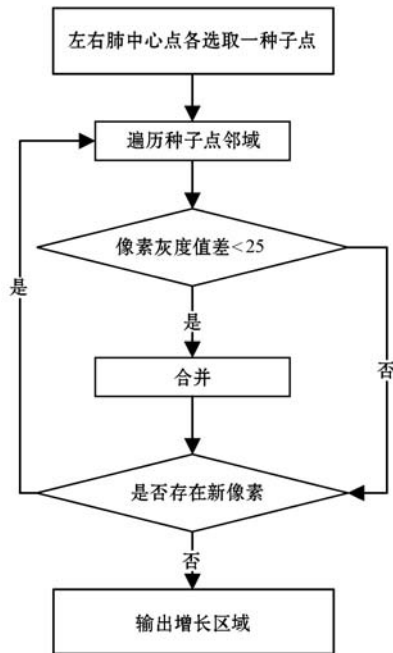 左右肺中心点各选取一种子点
遍历种子点邻域
像素灰度值差<25
是
是
合并
否
是否存在新像素
否
输出增长区域